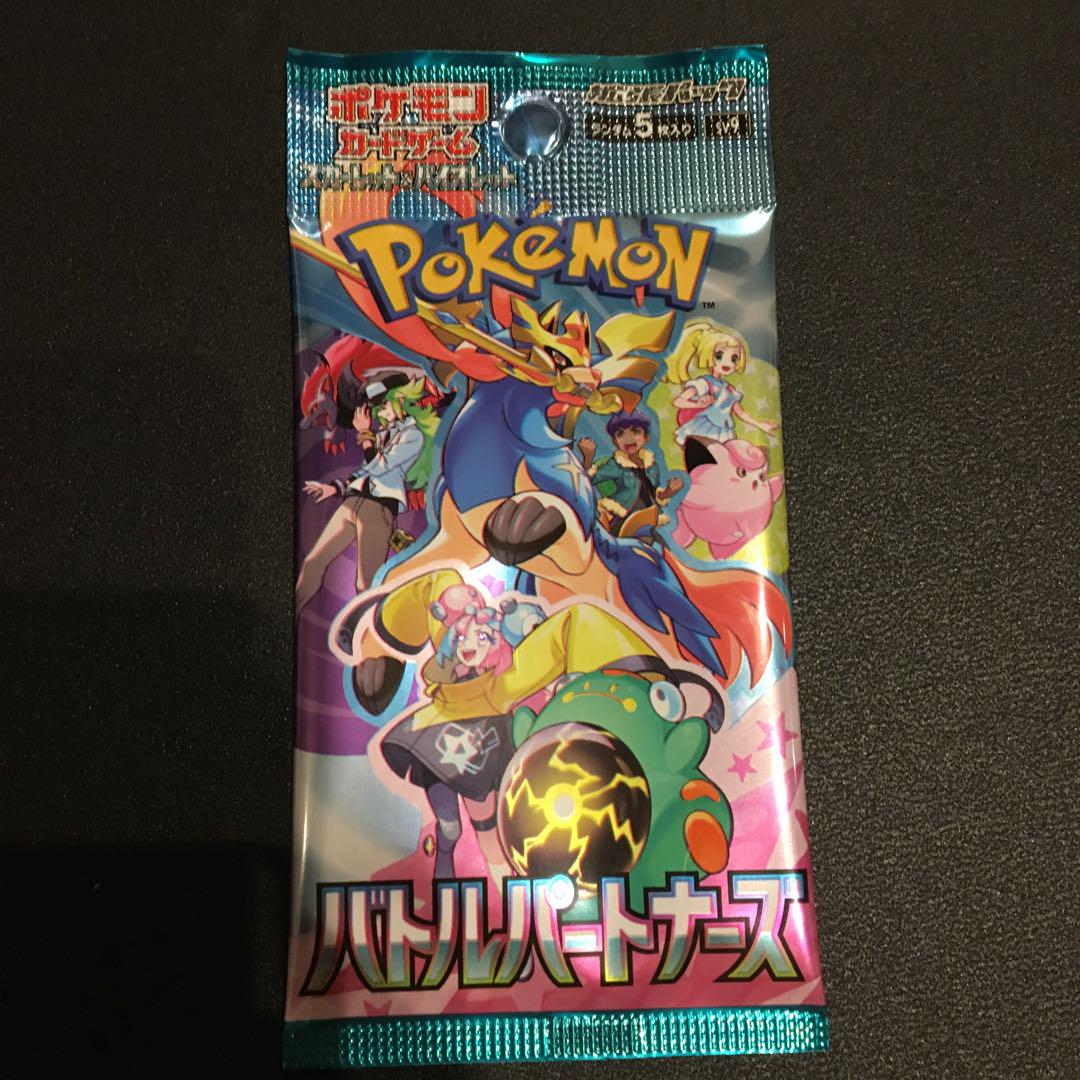 ポケモン
カードゲーム
スカーレット&バイオレット
拡張パック
ランダム5枚入り
SV9
POKéMON
TM
バトルパートナーズ